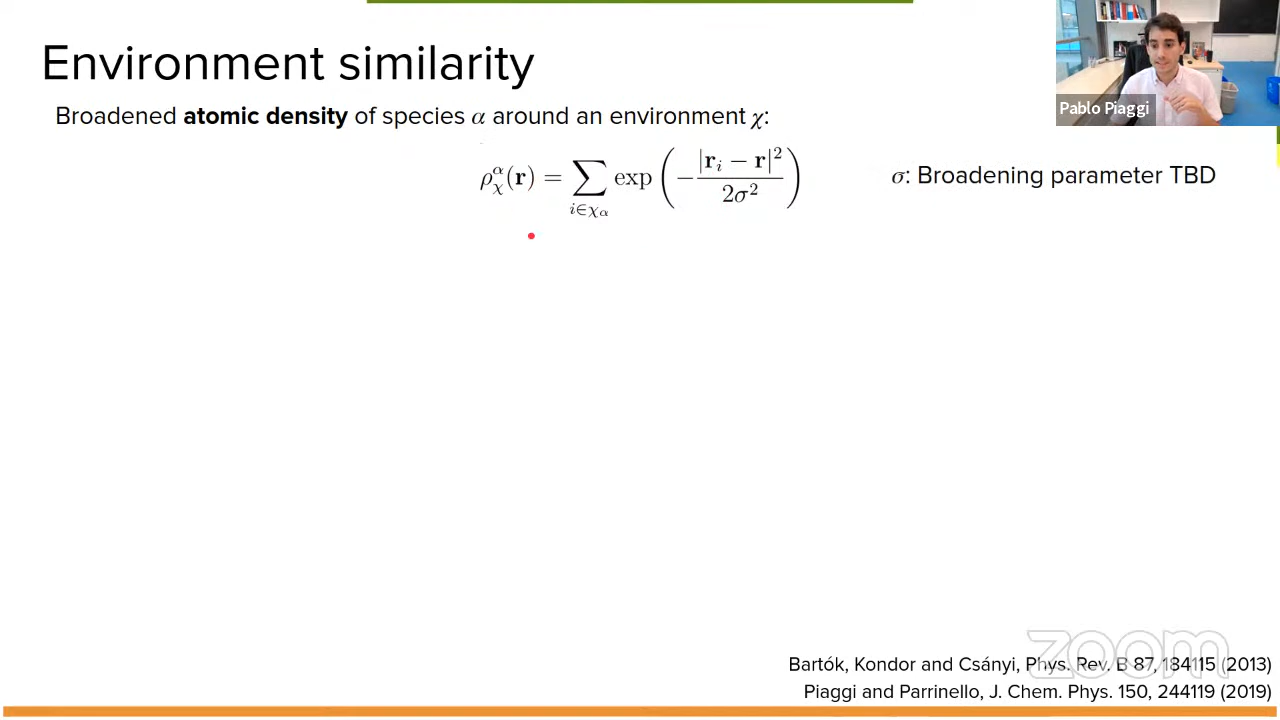 Environment similarity
Pablo Piaggi
Broadened atomic density of species α around an environment χ:
ρ_χ^α(r) = ∑_{i∈χ_α} exp(−|r_i − r|²/2σ²)
σ: Broadening parameter TBD
zoom
Bartók, Kondor and Csányi, Phys. Rev. B 87, 184115 (2013)
Piaggi and Parrinello, J. Chem. Phys. 150, 244119 (2019)